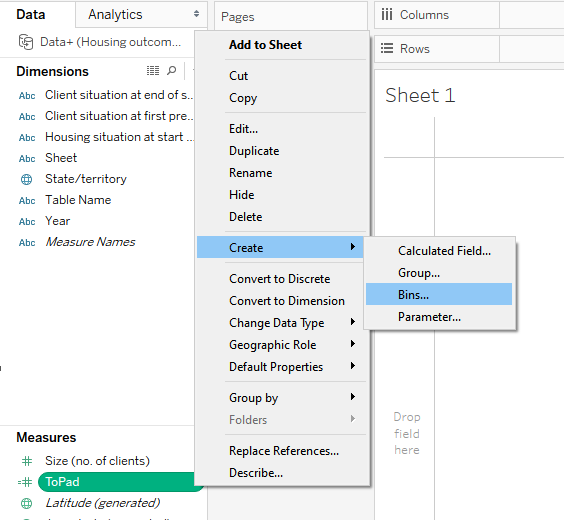 Data
Analytics
Data+ (Housing outcom...
Dimensions
Abc Client situation at end of s...
Abc Client situation at first pre...
Abc Housing situation at start ...
Abc Sheet
State/territory
Abc Table Name
Abc Year
Abc Measure Names
Measures
# Size (no. of clients)
=# ToPad
Latitude (generated)
Add to Sheet
Cut
Copy
Edit...
Duplicate
Rename
Hide
Delete
Create
Convert to Discrete
Convert to Dimension
Change Data Type
Geographic Role
Default Properties
Group by
Folders
Replace References...
Describe...
Calculated Field...
Group...
Bins...
Parameter...
Pages
Columns
Rows
Sheet 1
Drop
field
here